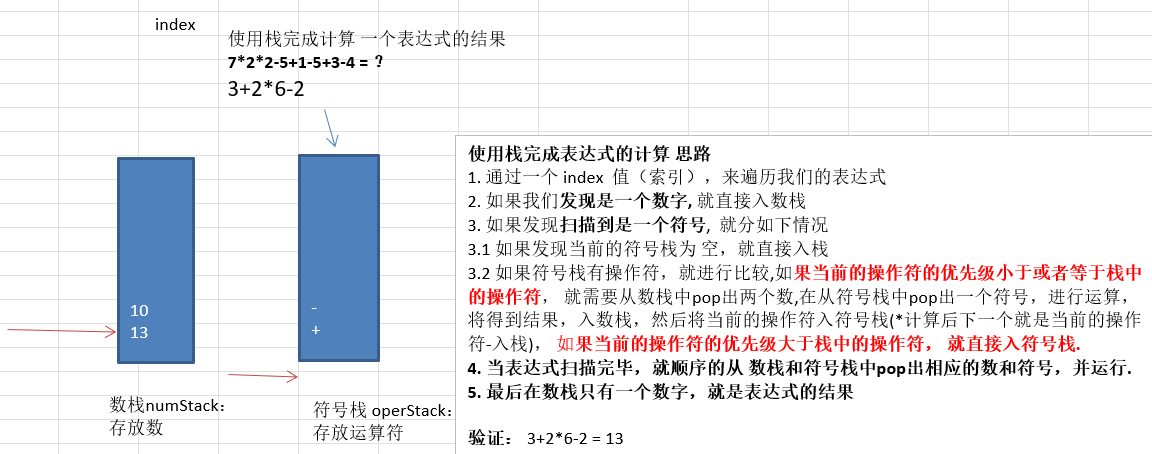 index
使用栈完成计算 一个表达式的结果
7*2*2-5+1-5+3-4 = ？
3+2*6-2
使用栈完成表达式的计算 思路
1. 通过一个 index  值（索引），来遍历我们的表达式
2. 如果我们发现是一个数字, 就直接入数栈
3. 如果发现扫描到是一个符号,  就分如下情况
3.1 如果发现当前的符号栈为 空，就直接入栈
3.2 如果符号栈有操作符，就进行比较,如果当前的操作符的优先级小于或者等于栈中
的操作符， 就需要从数栈中pop出两个数,在从符号栈中pop出一个符号，进行运算，
将得到结果，入数栈，然后将当前的操作符入符号栈(*计算后下一个就是当前的操作
符-入栈)， 如果当前的操作符的优先级大于栈中的操作符， 就直接入符号栈.
4. 当表达式扫描完毕，就顺序的从 数栈和符号栈中pop出相应的数和符号，并运行.
5. 最后在数栈只有一个数字，就是表达式的结果
验证： 3+2*6-2 = 13
10
13
-
+
数栈numStack：
存放数
符号栈 operStack：
存放运算符